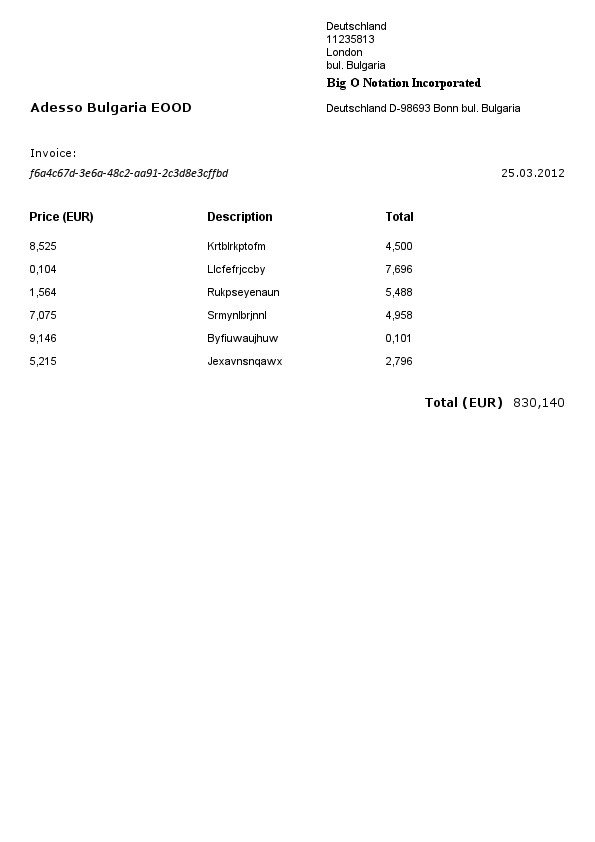 Deutschland
11235813
London
bul. Bulgaria
Big O Notation Incorporated
Adesso Bulgaria EOOD Deutschland D-98693 Bonn bul. Bulgaria
Invoice:
f6a4c67d-3e6a-48c2-aa91-2c3d8e3cffbd 25.03.2012
Price (EUR) Description Total
8,525 Krtblrkptofm 4,500
0,104 Llcfefrjccby 7,696
1,564 Rukpseyenaun 5,488
7,075 Srmynlbrjnnl 4,958
9,146 Byfiuwaujhuw 0,101
5,215 Jexavnsnqawx 2,796
Total (EUR) 830,140